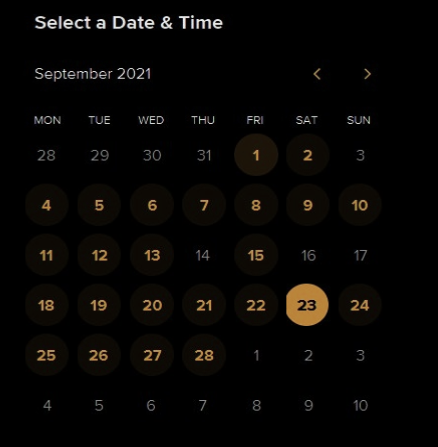 Select a Date & Time
September 2021
MON TUE WED THU FRI SAT SUN
28 29 30 31 1 2 3
4 5 6 7 8 9 10
11 12 13 14 15 16 17
18 19 20 21 22 23 24
25 26 27 28 1 2 3
4 5 6 7 8 9 10